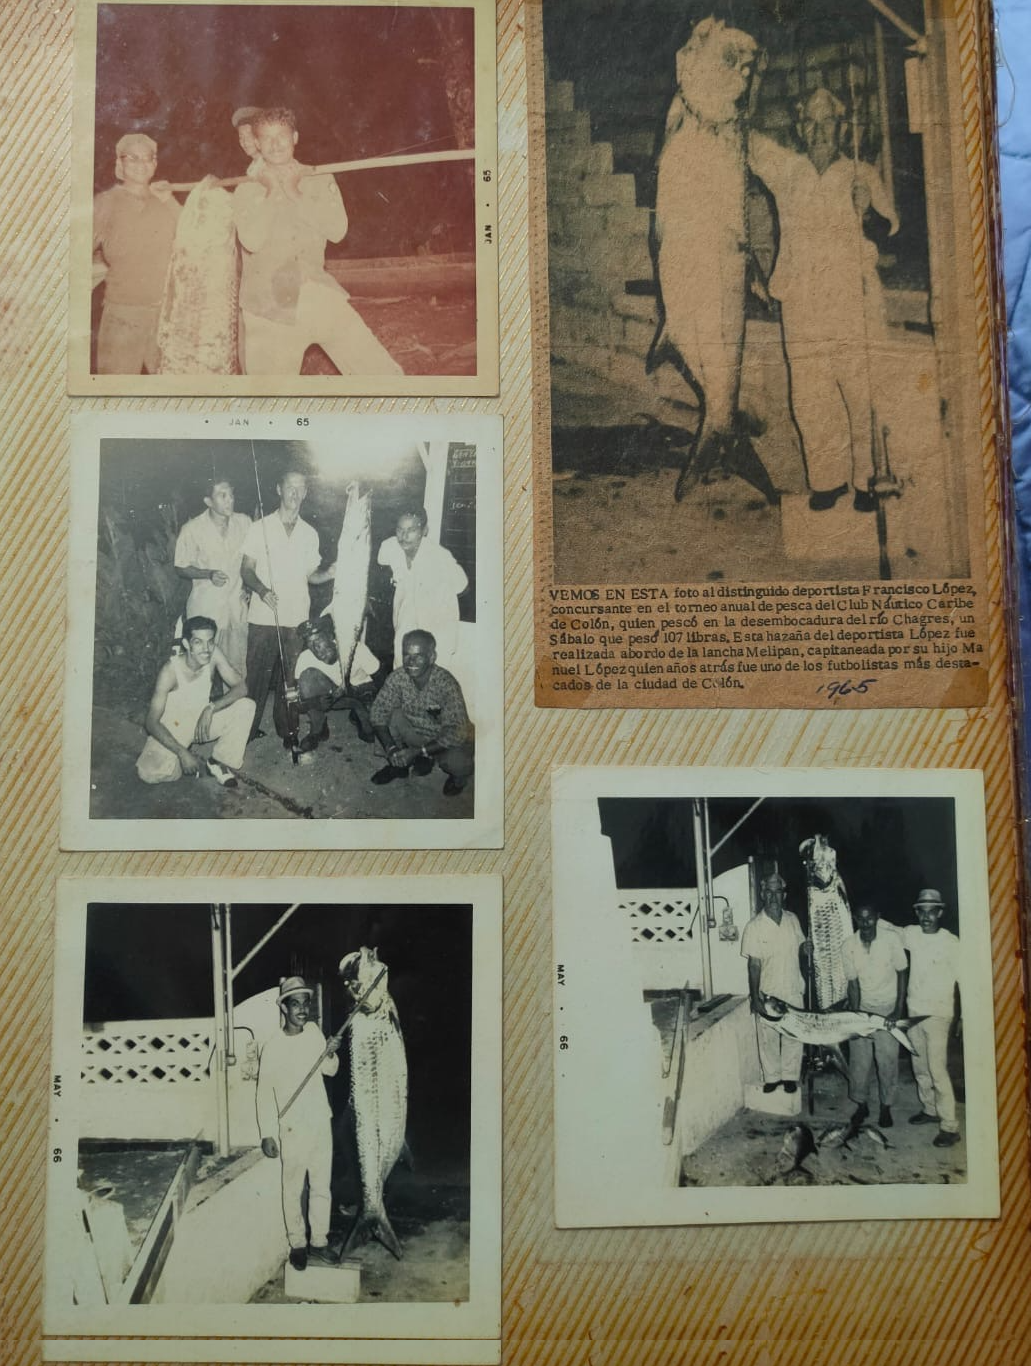 JAN • 65
• JAN • 65
VEMOS EN ESTA foto al distinguido deportista Francisco López,
concursante en el torneo anual de pesca del Club Náutico Caribe
de Colón, quien pescó en la desembocadura del río Chagres, un
Sábalo que pesó 107 libras. Esta hazaña del deportista López fue
realizada abordo de la lancha Melipan, capitaneada por su hijo Ma
nuel López quien años atrás fue uno de los futbolistas más desta-
cados de la ciudad de Colón.
1965
MAY • 66
MAY • 66